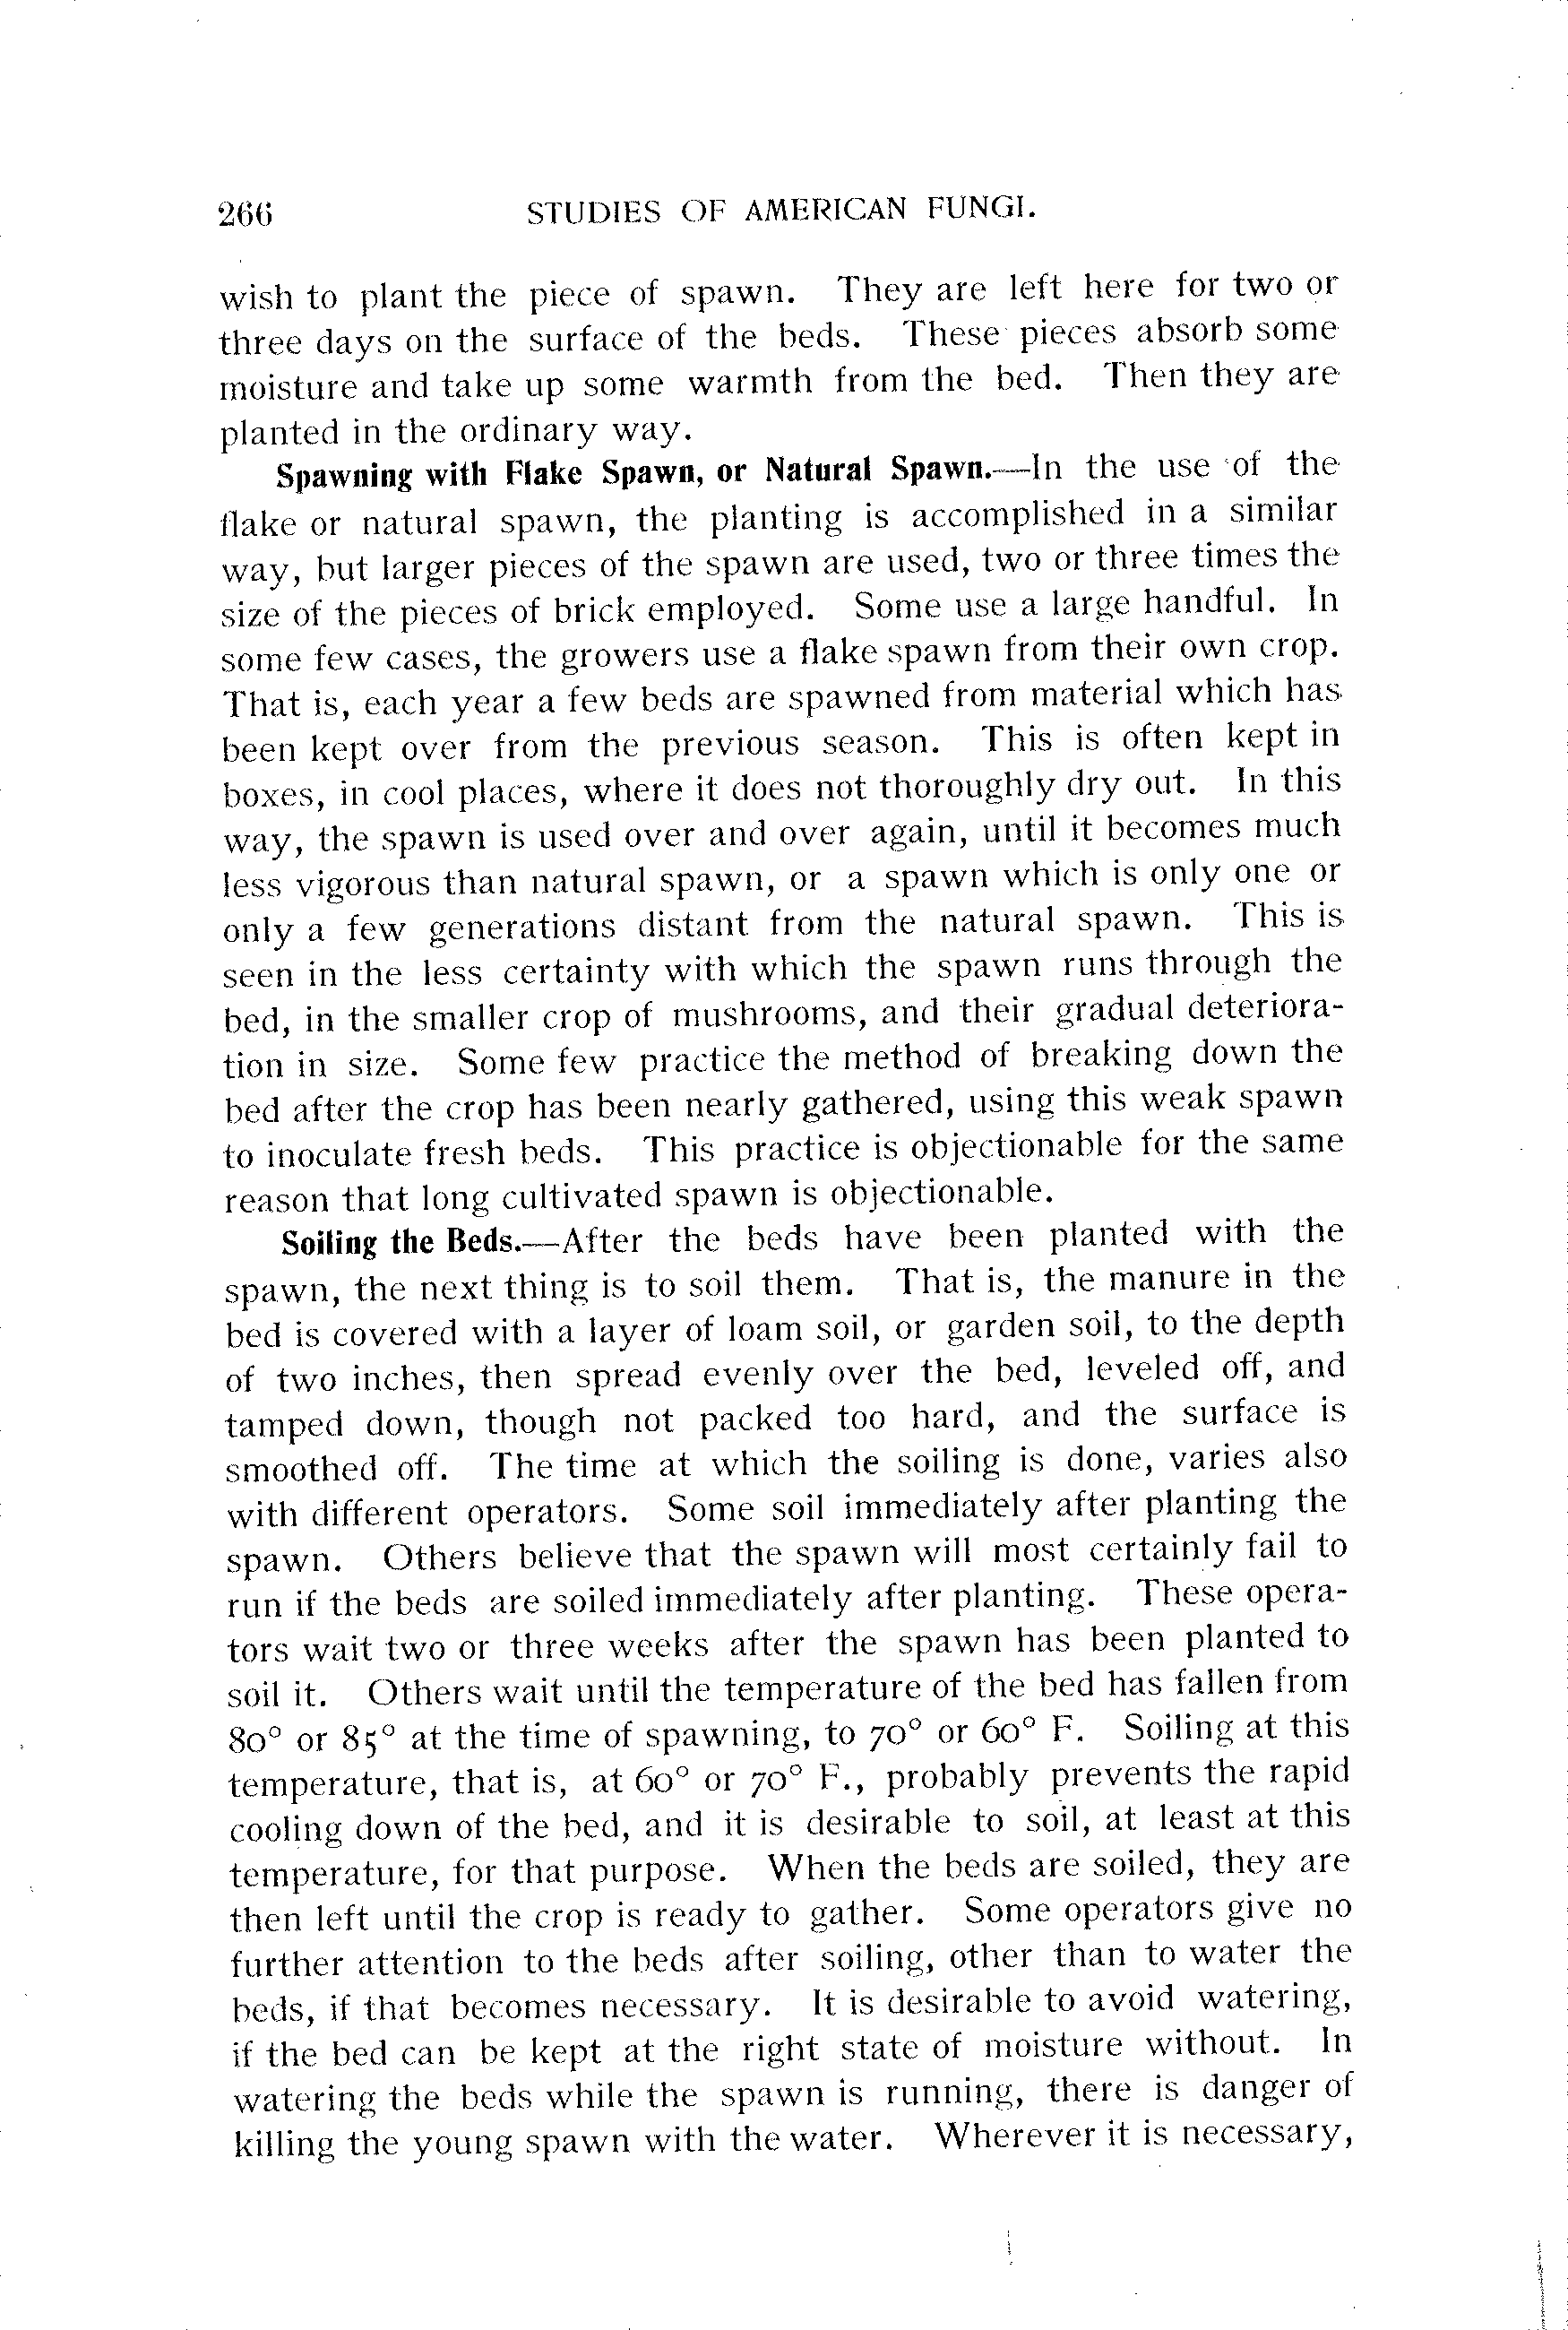 266 STUDIES OF AMERICAN FUNGI.
wish to plant the piece of spawn. They are left here for two or
three days on the surface of the beds. These pieces absorb some
moisture and take up some warmth from the bed. Then they are
planted in the ordinary way.
Spawning with Flake Spawn, or Natural Spawn.—In the use of the
flake or natural spawn, the planting is accomplished in a similar
way, but larger pieces of the spawn are used, two or three times the
size of the pieces of brick employed. Some use a large handful. In
some few cases, the growers use a flake spawn from their own crop.
That is, each year a few beds are spawned from material which has
been kept over from the previous season. This is often kept in
boxes, in cool places, where it does not thoroughly dry out. In this
way, the spawn is used over and over again, until it becomes much
less vigorous than natural spawn, or a spawn which is only one or
only a few generations distant from the natural spawn. This is
seen in the less certainty with which the spawn runs through the
bed, in the smaller crop of mushrooms, and their gradual deteriora-
tion in size. Some few practice the method of breaking down the
bed after the crop has been nearly gathered, using this weak spawn
to inoculate fresh beds. This practice is objectionable for the same
reason that long cultivated spawn is objectionable.
Soiling the Beds.—After the beds have been planted with the
spawn, the next thing is to soil them. That is, the manure in the
bed is covered with a layer of loam soil, or garden soil, to the depth
of two inches, then spread evenly over the bed, leveled off, and
tamped down, though not packed too hard, and the surface is
smoothed off. The time at which the soiling is done, varies also
with different operators. Some soil immediately after planting the
spawn. Others believe that the spawn will most certainly fail to
run if the beds are soiled immediately after planting. These opera-
tors wait two or three weeks after the spawn has been planted to
soil it. Others wait until the temperature of the bed has fallen from
80° or 85° at the time of spawning, to 70° or 60° F. Soiling at this
temperature, that is, at 60° or 70° F., probably prevents the rapid
cooling down of the bed, and it is desirable to soil, at least at this
temperature, for that purpose. When the beds are soiled, they are
then left until the crop is ready to gather. Some operators give no
further attention to the beds after soiling, other than to water the
beds, if that becomes necessary. It is desirable to avoid watering,
if the bed can be kept at the right state of moisture without. In
watering the beds while the spawn is running, there is danger of
killing the young spawn with the water. Wherever it is necessary,